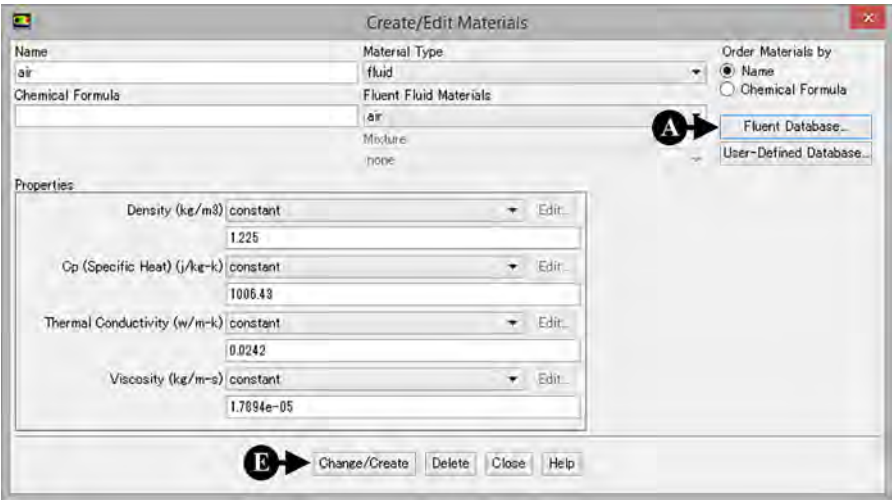 Create/Edit Materials
Name
Material Type
Order Materials by
air
fluid
Name
Chemical Formula
Chemical Formula
Fluent Fluid Materials
air
A
Fluent Database...
Mixture
none
User-Defined Database...
Properties
Density (kg/m3) constant Edit...
1.225
Cp (Specific Heat) (j/kg-k) constant Edit...
1006.43
Thermal Conductivity (w/m-k) constant Edit...
0.0242
Viscosity (kg/m-s) constant Edit...
1.7894e-05
E Change/Create Delete Close Help